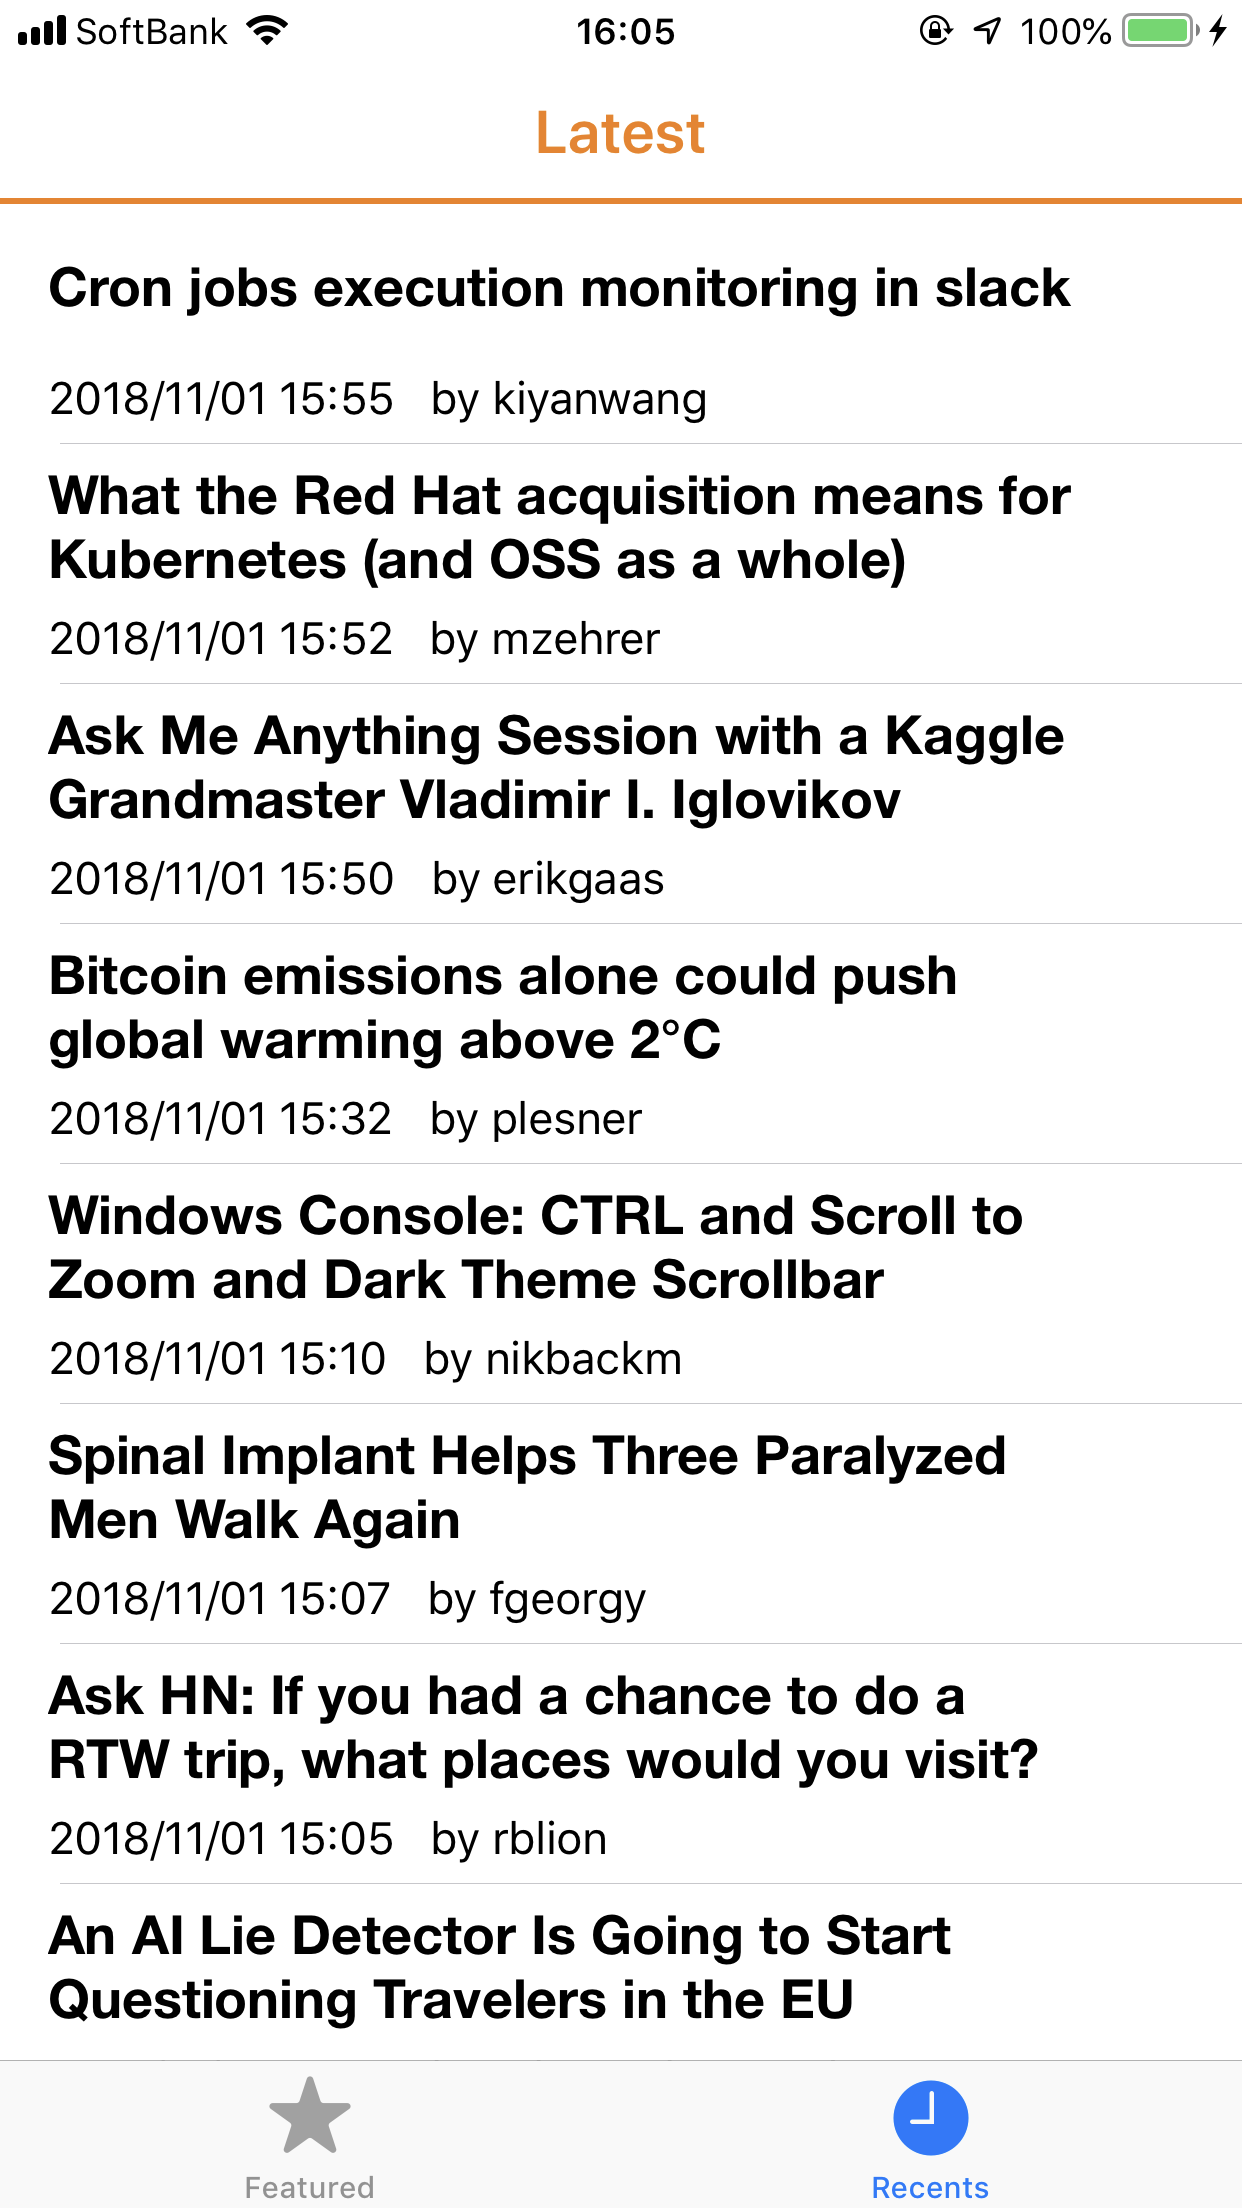 SoftBank 16:05 100%
Latest
Cron jobs execution monitoring in slack
2018/11/01 15:55 by kiyanwang
What the Red Hat acquisition means for
Kubernetes (and OSS as a whole)
2018/11/01 15:52 by mzehrer
Ask Me Anything Session with a Kaggle
Grandmaster Vladimir I. Iglovikov
2018/11/01 15:50 by erikgaas
Bitcoin emissions alone could push
global warming above 2°C
2018/11/01 15:32 by plesner
Windows Console: CTRL and Scroll to
Zoom and Dark Theme Scrollbar
2018/11/01 15:10 by nikbackm
Spinal Implant Helps Three Paralyzed
Men Walk Again
2018/11/01 15:07 by fgeorgy
Ask HN: If you had a chance to do a
RTW trip, what places would you visit?
2018/11/01 15:05 by rblion
An AI Lie Detector Is Going to Start
Questioning Travelers in the EU
Featured Recents